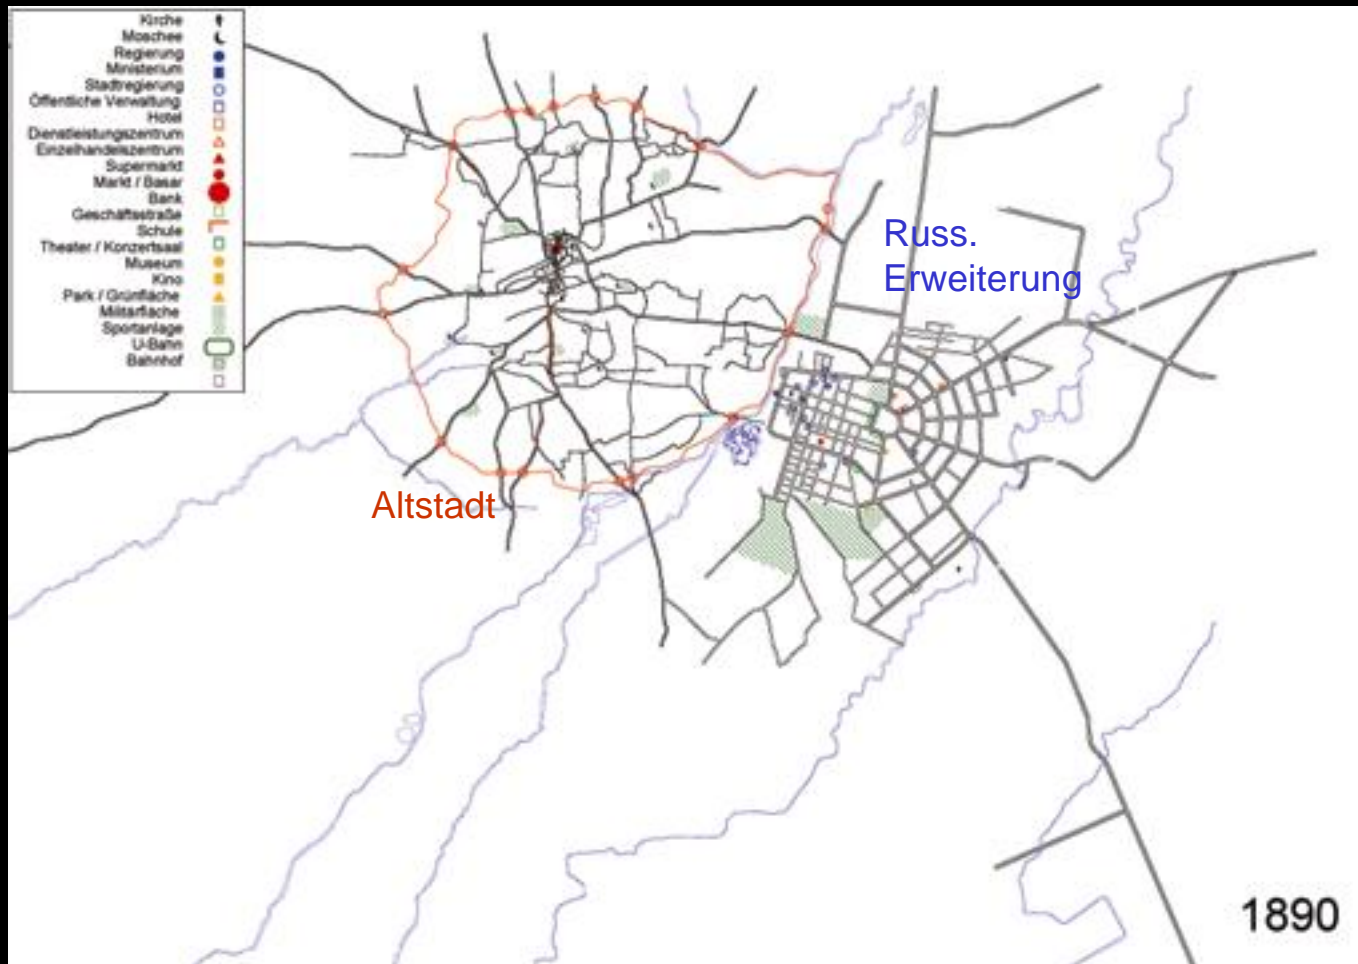 Kirche
Moschee
Regierung
Ministerium
Stadtregierung
Öffentliche Verwaltung
Hotel
Dienstleistungszentrum
Einzelhandelszentrum
Supermarkt
Markt / Basar
Bank
Geschäftsstraße
Schule
Theater / Konzertsaal
Museum
Kino
Park / Grünfläche
Militärfläche
Sportanlage
U-Bahn
Bahnhof
Russ.
Erweiterung
Altstadt
1890